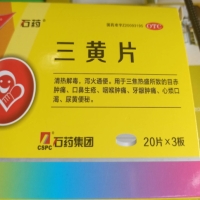 石药
OTC
三黄片
清热解毒，泻火通便。用于三焦热盛所致的目赤
肿痛、口鼻生疮、咽喉肿痛、牙龈肿痛、心烦口
渴、尿黄便秘。
CSPC
石药集团
20片×3板